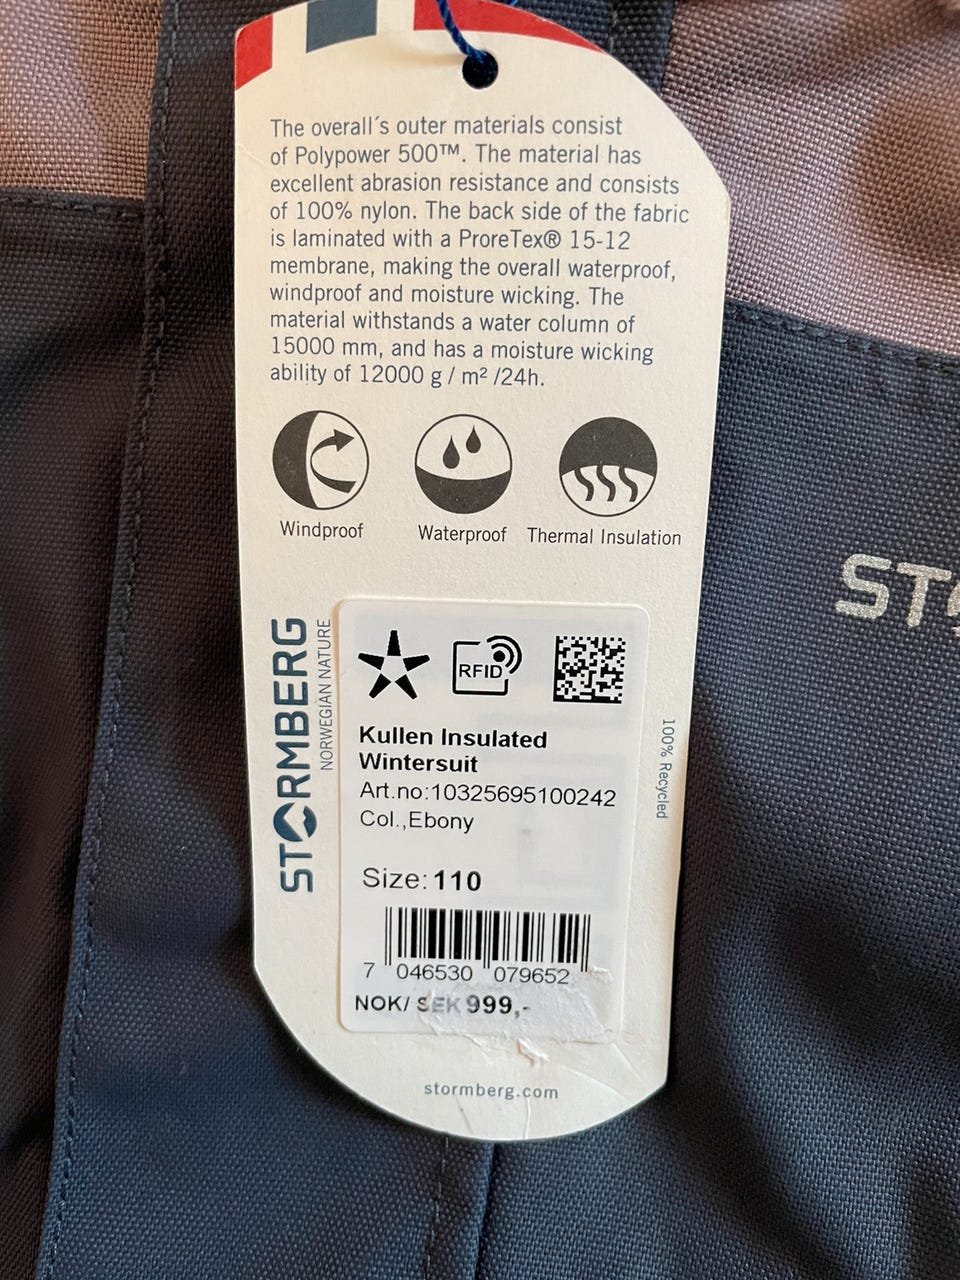 The overall´s outer materials consist
of Polypower 500™. The material has
excellent abrasion resistance and consists
of 100% nylon. The back side of the fabric
is laminated with a ProreTex® 15-12
membrane, making the overall waterproof,
windproof and moisture wicking. The
material withstands a water column of
15000 mm, and has a moisture wicking
ability of 12000 g / m² /24h.
Windproof
Waterproof
Thermal Insulation
STORMBERG
NORWEGIAN NATURE
RFID
Kullen Insulated
Wintersuit
Art.no:10325695100242
Col.,Ebony
Size: 110
7 046530 079652
NOK/ SEK 999,-
100% Recycled
stormberg.com
ST